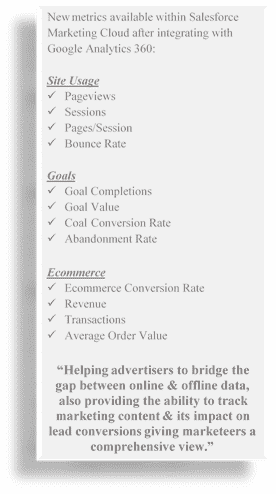 New metrics available within Salesforce
Marketing Cloud after integrating with
Google Analytics 360:
Site Usage
✓ Pageviews
✓ Sessions
✓ Pages/Session
✓ Bounce Rate
Goals
✓ Goal Completions
✓ Goal Value
✓ Coal Conversion Rate
✓ Abandonment Rate
Ecommerce
✓ Ecommerce Conversion Rate
✓ Revenue
✓ Transactions
✓ Average Order Value
“Helping advertisers to bridge the
gap between online & offline data,
also providing the ability to track
marketing content & its impact on
lead conversions giving marketeers a
comprehensive view.”